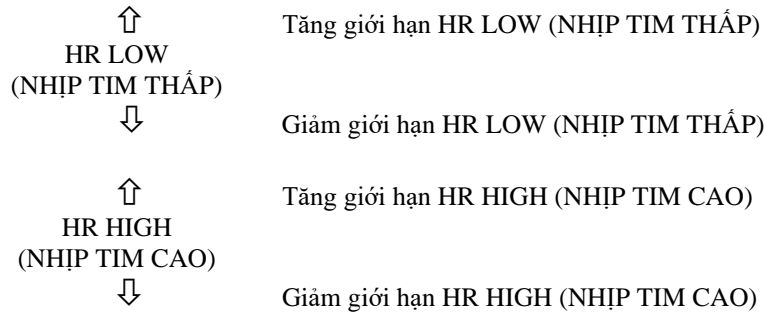 ⇧ Tăng giới hạn HR LOW (NHỊP TIM THẤP)
HR LOW
(NHỊP TIM THẤP)
⇩ Giảm giới hạn HR LOW (NHỊP TIM THẤP)
⇧ Tăng giới hạn HR HIGH (NHỊP TIM CAO)
HR HIGH
(NHỊP TIM CAO)
⇩ Giảm giới hạn HR HIGH (NHỊP TIM CAO)